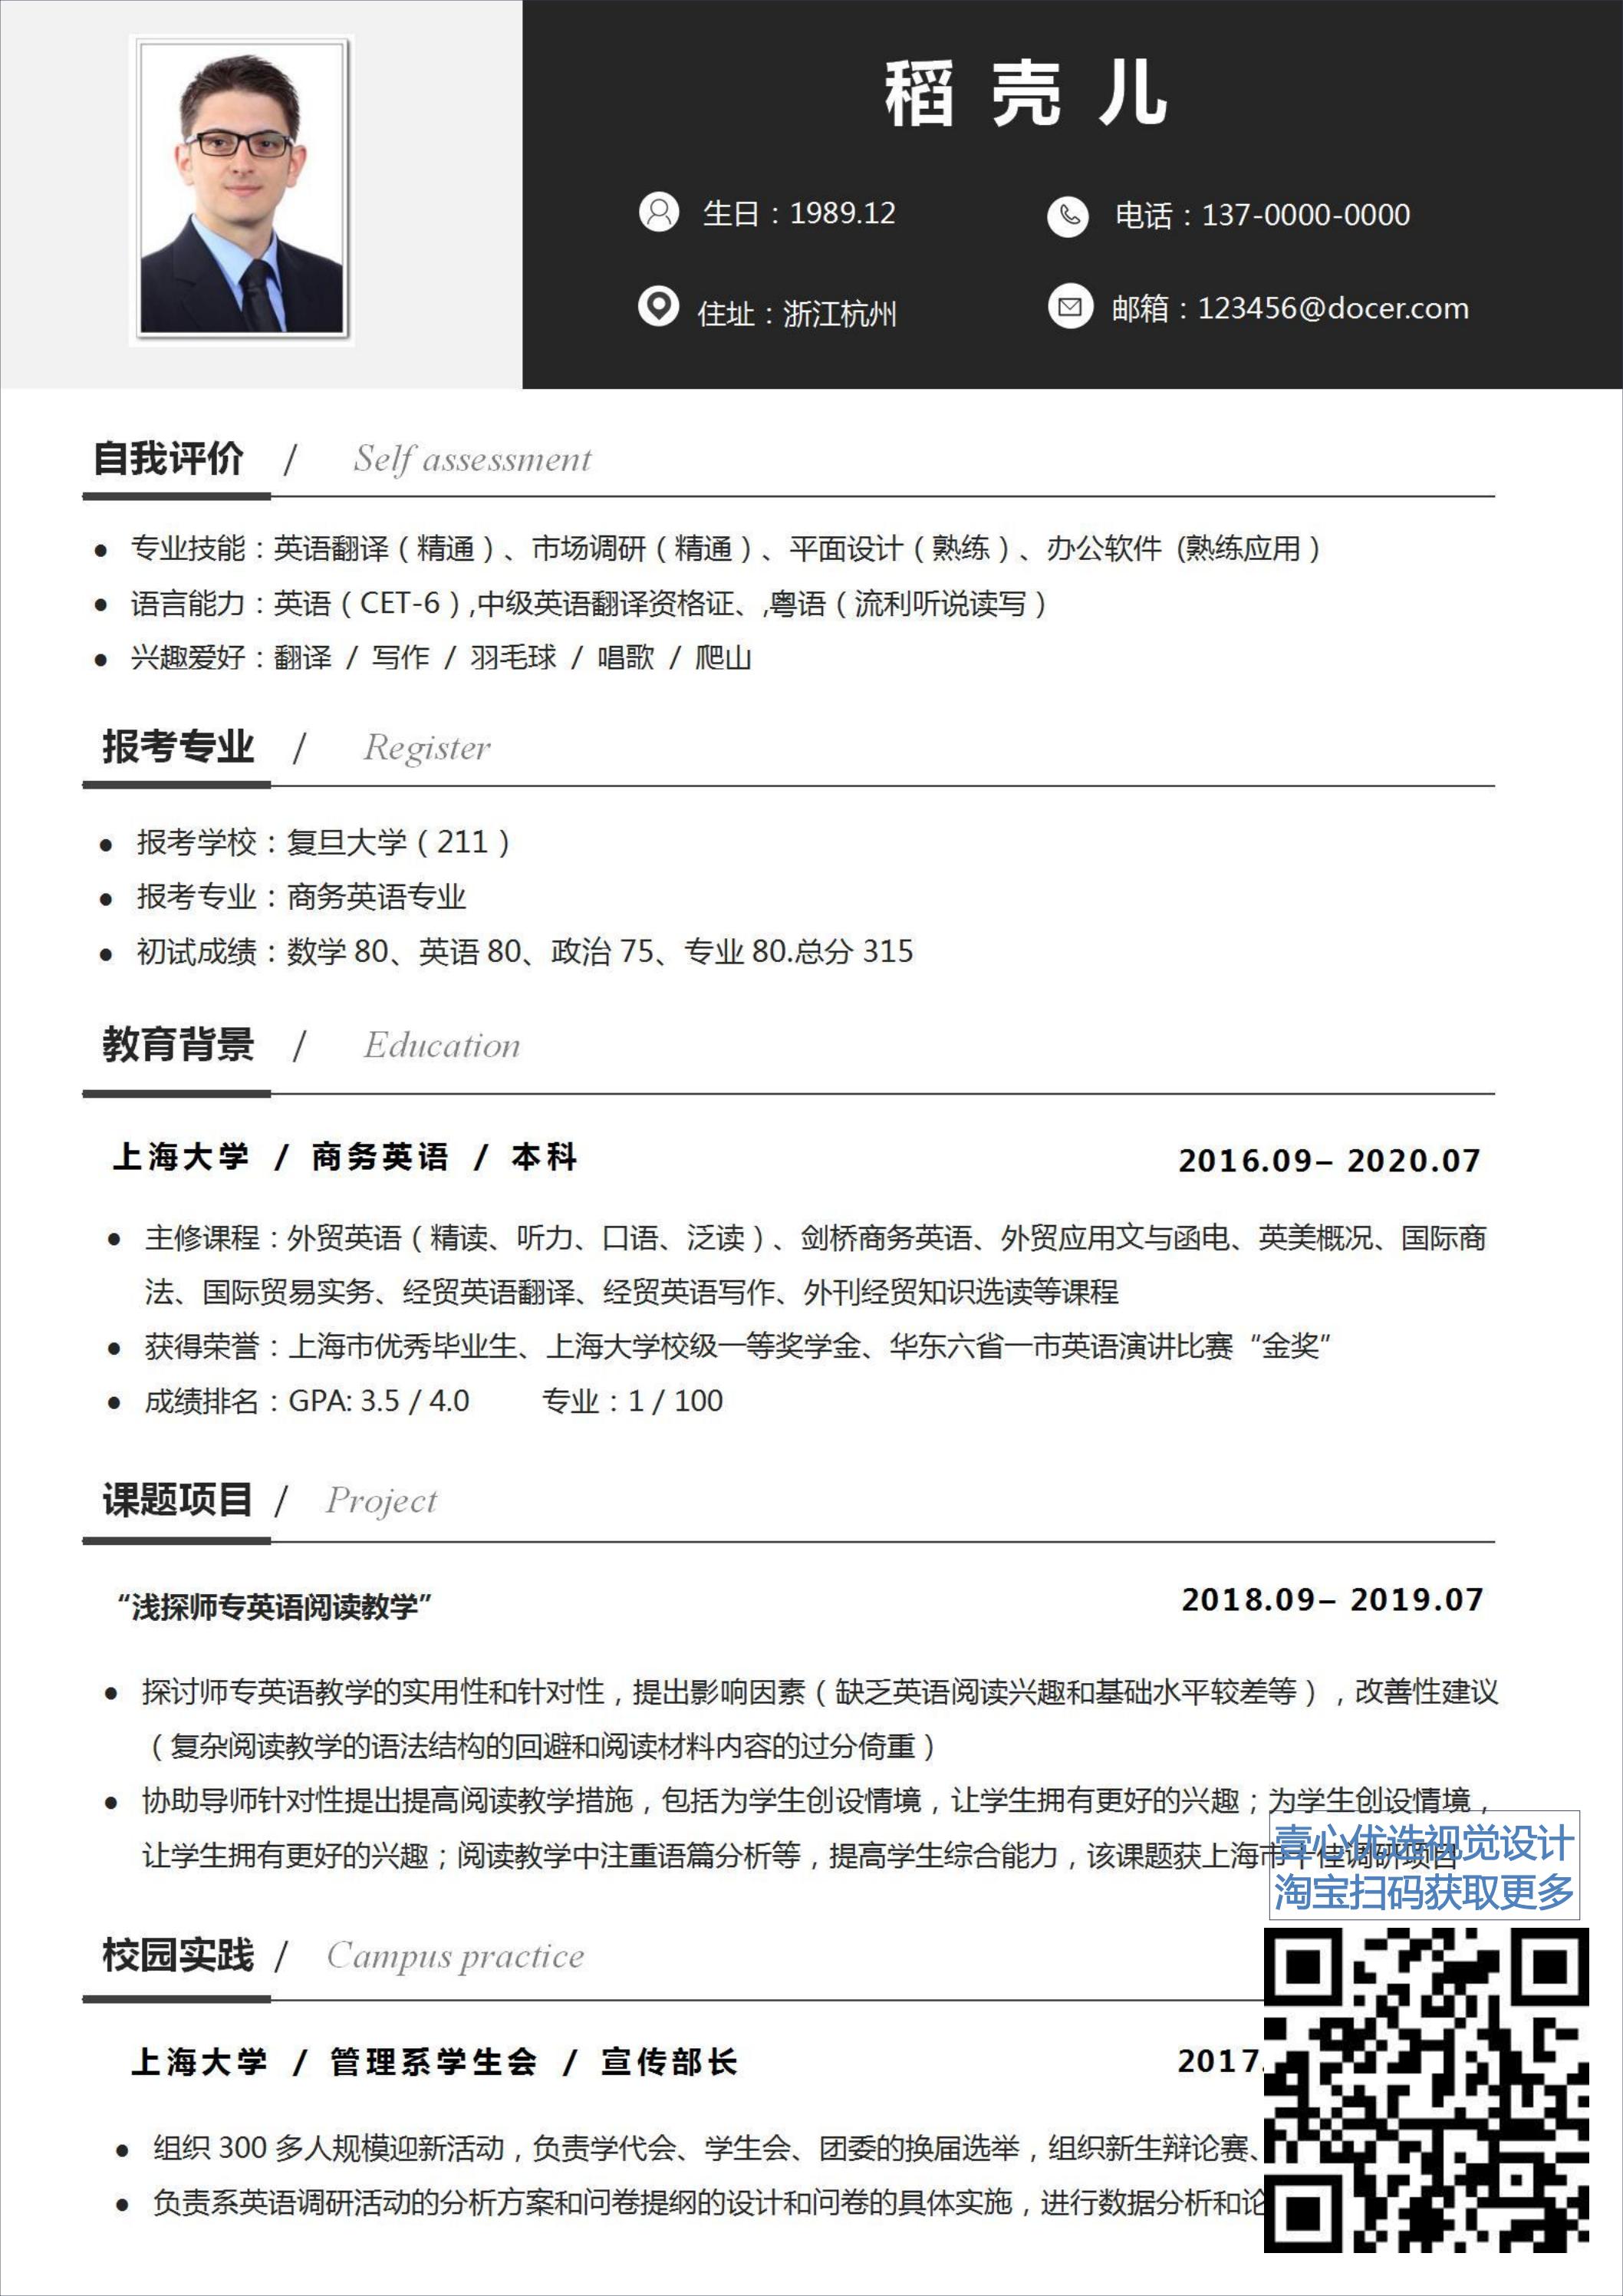 稻壳儿
生日：1989.12
电话：137-0000-0000
住址：浙江杭州
邮箱：123456@docer.com
自我评价 / Self assessment
● 专业技能：英语翻译（精通）、市场调研（精通）、平面设计（熟练）、办公软件 (熟练应用）
● 语言能力：英语（CET-6）,中级英语翻译资格证、,粤语（流利听说读写）
● 兴趣爱好：翻译 / 写作 / 羽毛球 / 唱歌 / 爬山
报考专业 / Register
● 报考学校：复旦大学（211）
● 报考专业：商务英语专业
● 初试成绩：数学 80、英语 80、政治 75、专业 80.总分 315
教育背景 / Education
上海大学 / 商务英语 / 本科 2016.09– 2020.07
● 主修课程：外贸英语（精读、听力、口语、泛读）、剑桥商务英语、外贸应用文与函电、英美概况、国际商
法、国际贸易实务、经贸英语翻译、经贸英语写作、外刊经贸知识选读等课程
● 获得荣誉：上海市优秀毕业生、上海大学校级一等奖学金、华东六省一市英语演讲比赛“金奖”
● 成绩排名：GPA: 3.5 / 4.0 专业：1 / 100
课题项目 / Project
“浅探师专英语阅读教学” 2018.09– 2019.07
● 探讨师专英语教学的实用性和针对性，提出影响因素（缺乏英语阅读兴趣和基础水平较差等），改善性建议
（复杂阅读教学的语法结构的回避和阅读材料内容的过分倚重）
● 协助导师针对性提出提高阅读教学措施，包括为学生创设情境，让学生拥有更好的兴趣；为学生创设情境，
让学生拥有更好的兴趣；阅读教学中注重语篇分析等，提高学生综合能力，该课题获上海市十佳调研项目
壹心优选视觉设计
淘宝扫码获取更多
校园实践 / Campus practice
上海大学 / 管理系学生会 / 宣传部长 2017.
● 组织 300 多人规模迎新活动，负责学代会、学生会、团委的换届选举，组织新生辩论赛、
● 负责系英语调研活动的分析方案和问卷提纲的设计和问卷的具体实施，进行数据分析和论